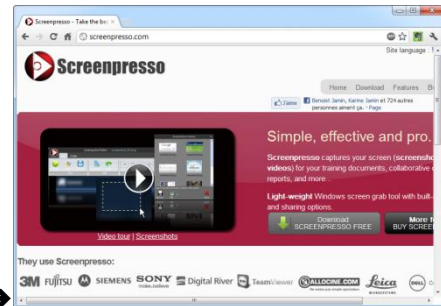 Screenpresso - Take the be
screenpresso.com
Site language :
Screenpresso
Home Download Features
J'aime
Benoist Jamin, Karine Jamin et 724 autres
personnes aiment ça. · Page
Simple, effective and pro.
Screenpresso captures your screen (screensho
videos) for your training documents, collaborative
reports, and more.
Light-weight Windows screen grab tool with built-
and sharing options.
Download
SCREENPRESSO FREE
More f
BUY SCREE
Video tour | Screenshots
They use Screenpresso:
3M FUJITSU SIEMENS SONY Digital River TeamViewer ALLOCINE.COM Leica DELL